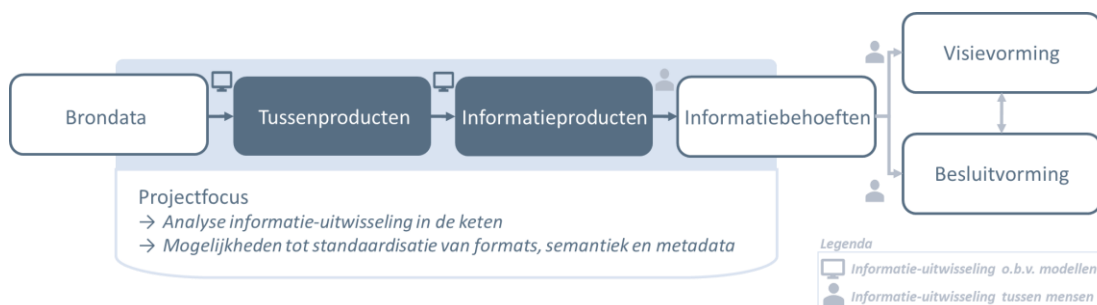 Brondata
Tussenproducten
Informatieproducten
Informatiebehoeften
Visievorming
Besluitvorming
Projectfocus
→ Analyse informatie-uitwisseling in de keten
→ Mogelijkheden tot standaardisatie van formats, semantiek en metadata
Legenda
Informatie-uitwisseling o.b.v. modellen
Informatie-uitwisseling tussen mensen